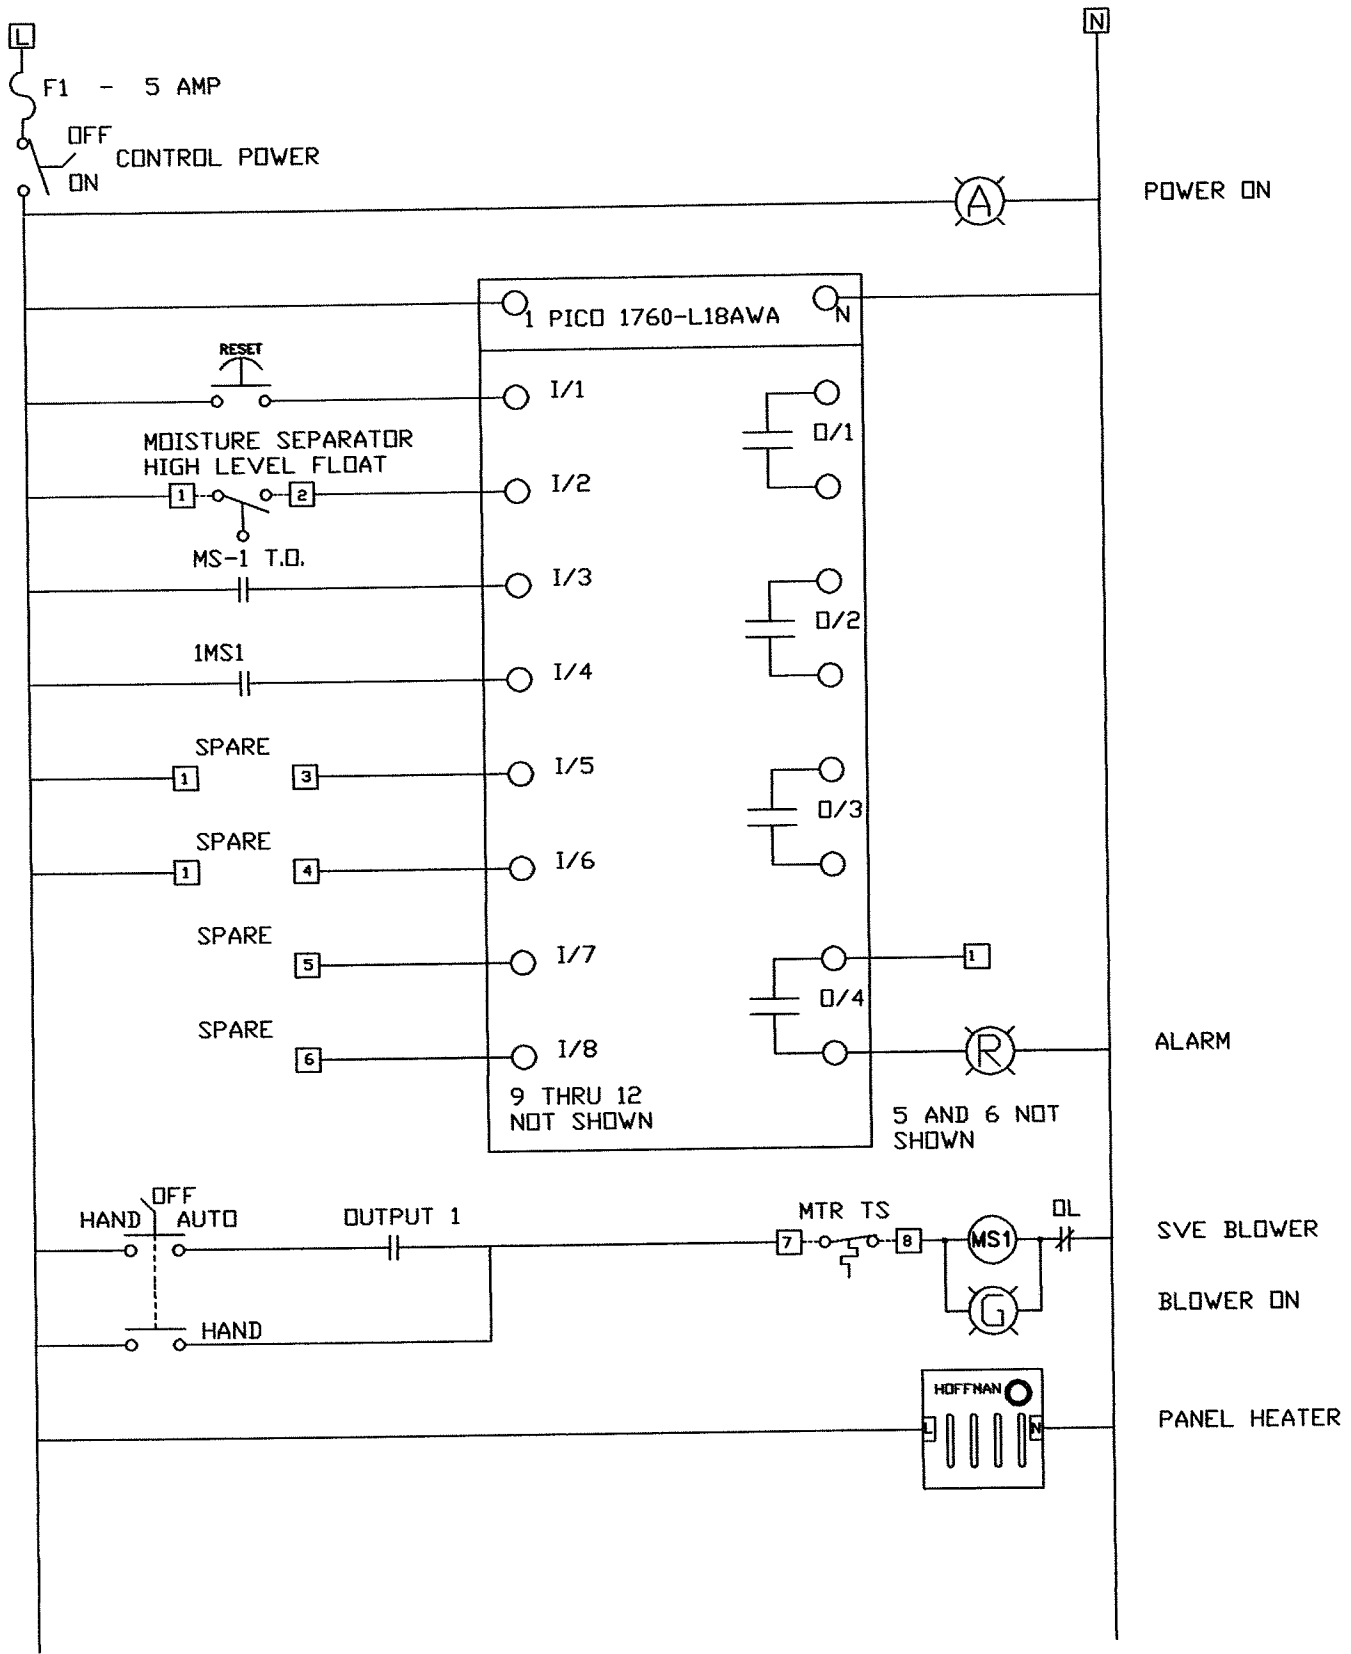 L
N
F1 - 5 AMP
OFF
CONTROL POWER
ON
A
POWER ON
1 PICO 1760-L18AWA
N
RESET
I/1
O/1
MOISTURE SEPARATOR
HIGH LEVEL FLOAT
1
2
I/2
MS-1 T.O.
I/3
O/2
1MS1
I/4
SPARE
1
3
I/5
O/3
SPARE
1
4
I/6
SPARE
5
I/7
1
O/4
SPARE
6
I/8
R
ALARM
9 THRU 12
NOT SHOWN
5 AND 6 NOT
SHOWN
OFF
HAND AUTO
OUTPUT 1
MTR TS
7
8
MS1
OL
SVE BLOWER
G
BLOWER ON
HAND
HOFFMAN
L
N
PANEL HEATER